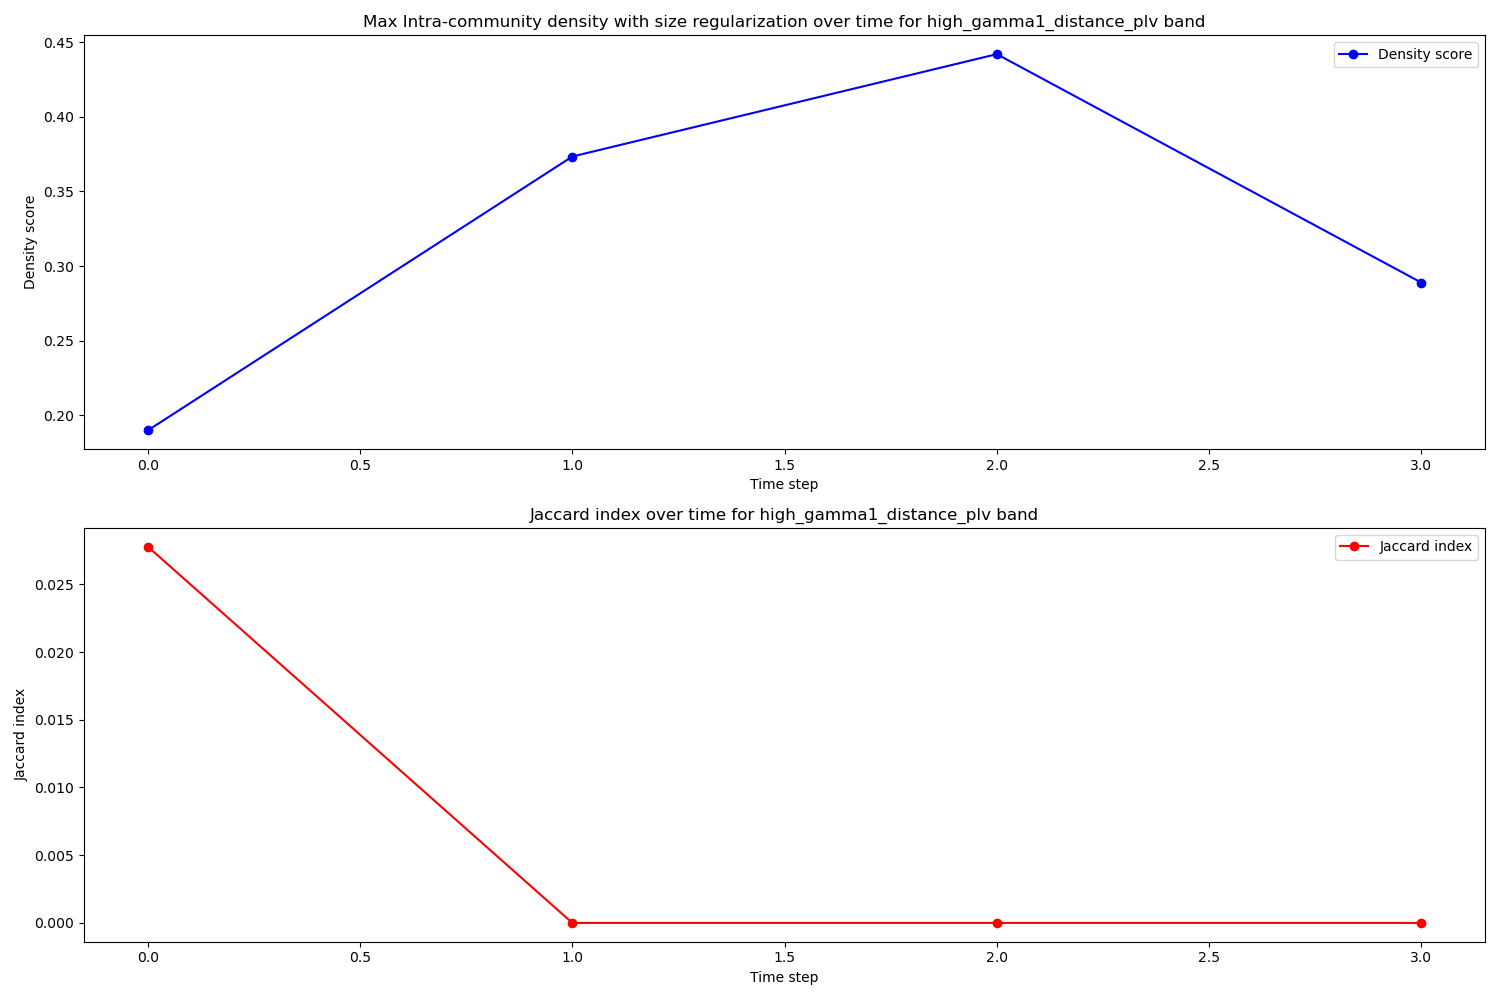 Max Intra-community density with size regularization over time for high_gamma1_distance_plv band
Density score
0.45
0.40
0.35
0.30
0.25
0.20
Density score
0.0 0.5 1.0 1.5 2.0 2.5 3.0
Time step
Jaccard index over time for high_gamma1_distance_plv band
Jaccard index
0.025
0.020
0.015
0.010
0.005
0.000
Jaccard index
0.0 0.5 1.0 1.5 2.0 2.5 3.0
Time step